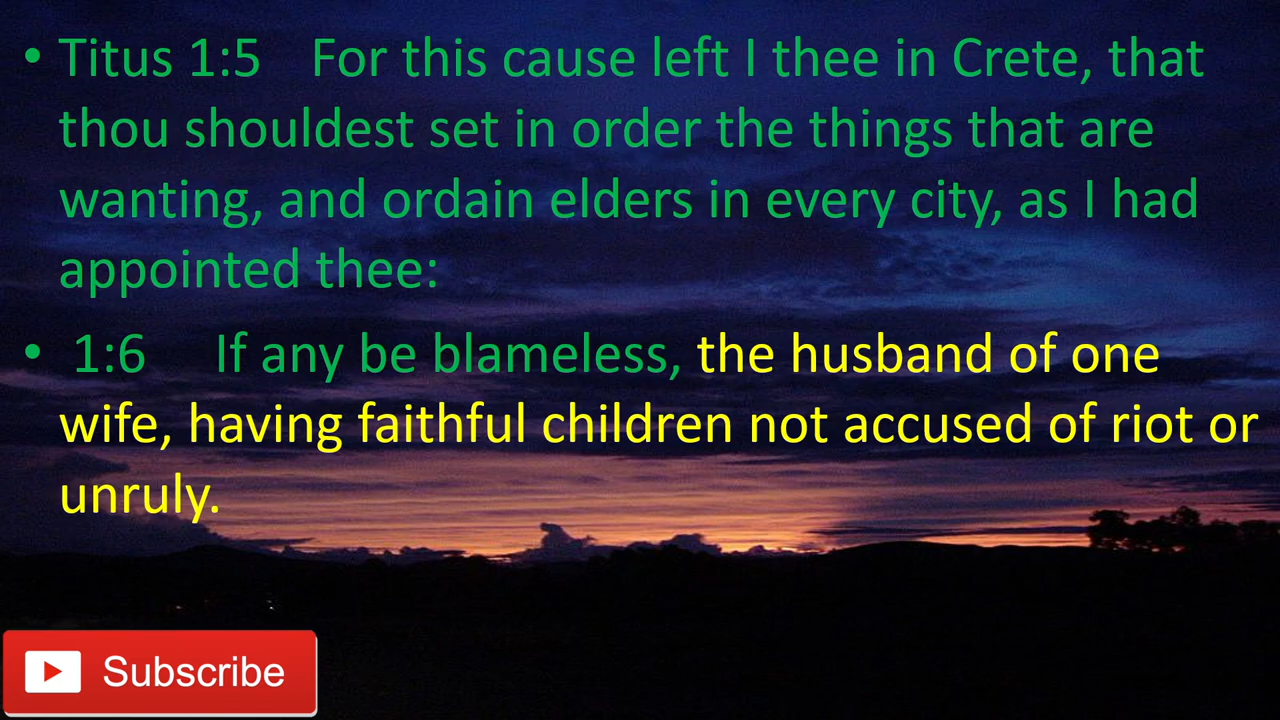 • Titus 1:5 For this cause left I thee in Crete, that
thou shouldest set in order the things that are
wanting, and ordain elders in every city, as I had
appointed thee:
• 1:6 If any be blameless, the husband of one
wife, having faithful children not accused of riot or
unruly.
Subscribe